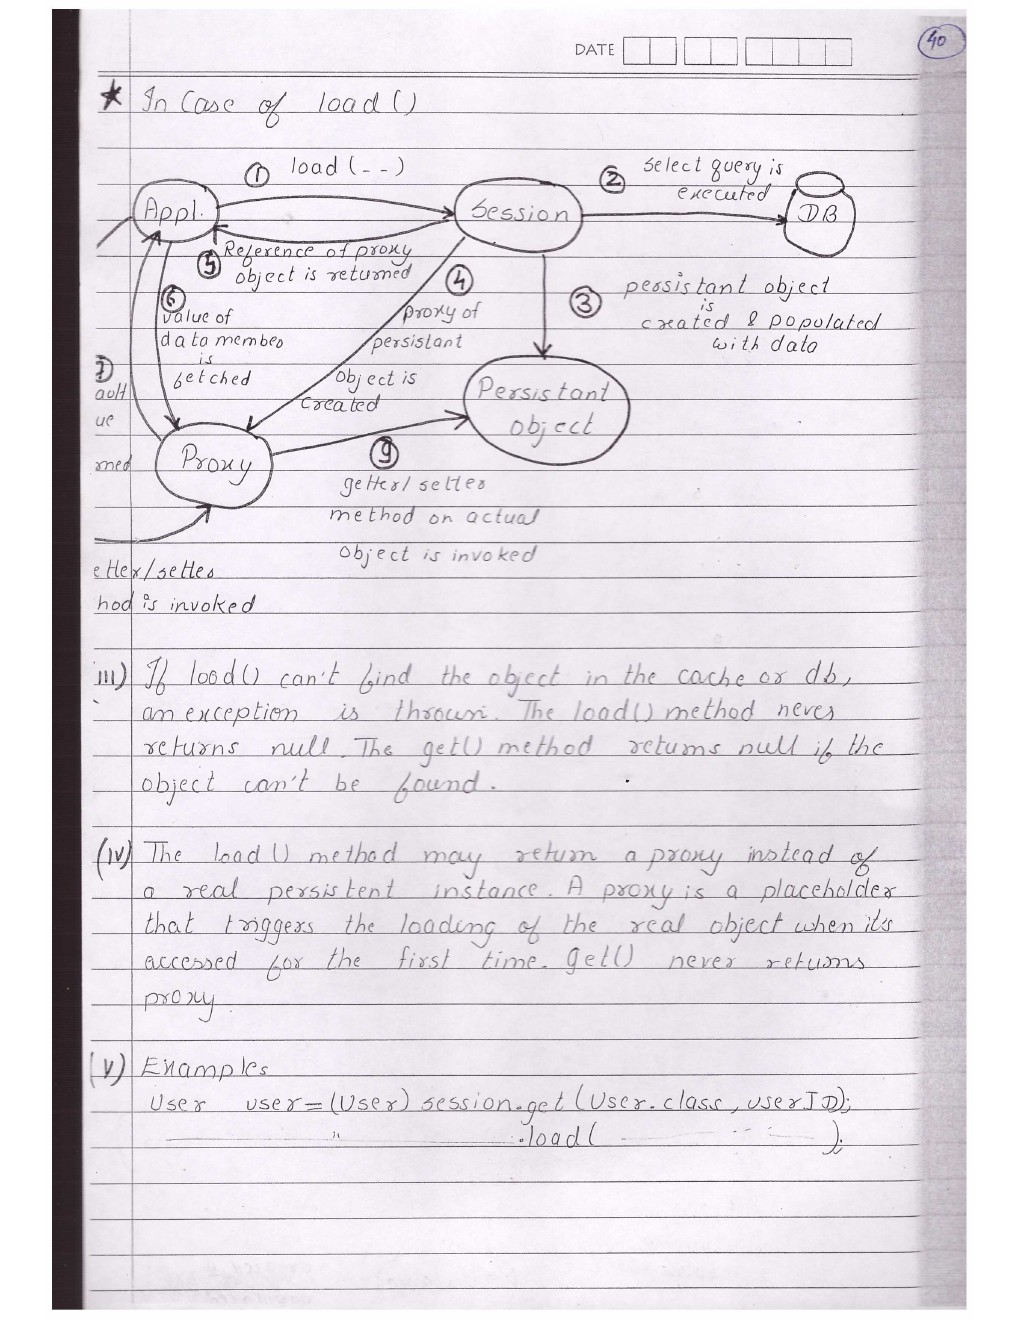 40
DATE
★ In Case of load ()
① load (- -)
② Select query is
executed
Appl.
Session
DB
⑤ Reference of proxy
object is returned
④
proxy of
persistant
object is
created
③ persistant object
is
created & populated
with data
⑥
value of
data member
is
fetched
⑦
ault
ue
rned
Persistant
object
Proxy
⑨
getter/setter
method on actual
object is invoked
etter/setter
hod is invoked
iii) If load() can't find the object in the cache or db,
an exception is thrown. The load() method never
returns null. The get() method returns null if the
object can't be found.
(iv) The load() method may return a proxy instead of
a real persistent instance. A proxy is a placeholder
that triggers the loading of the real object when it's
accessed for the first time. get() never returns
proxy
(v) Examples
User user = (User) session.get (User.class, userID);
— " — .load ( — " — );